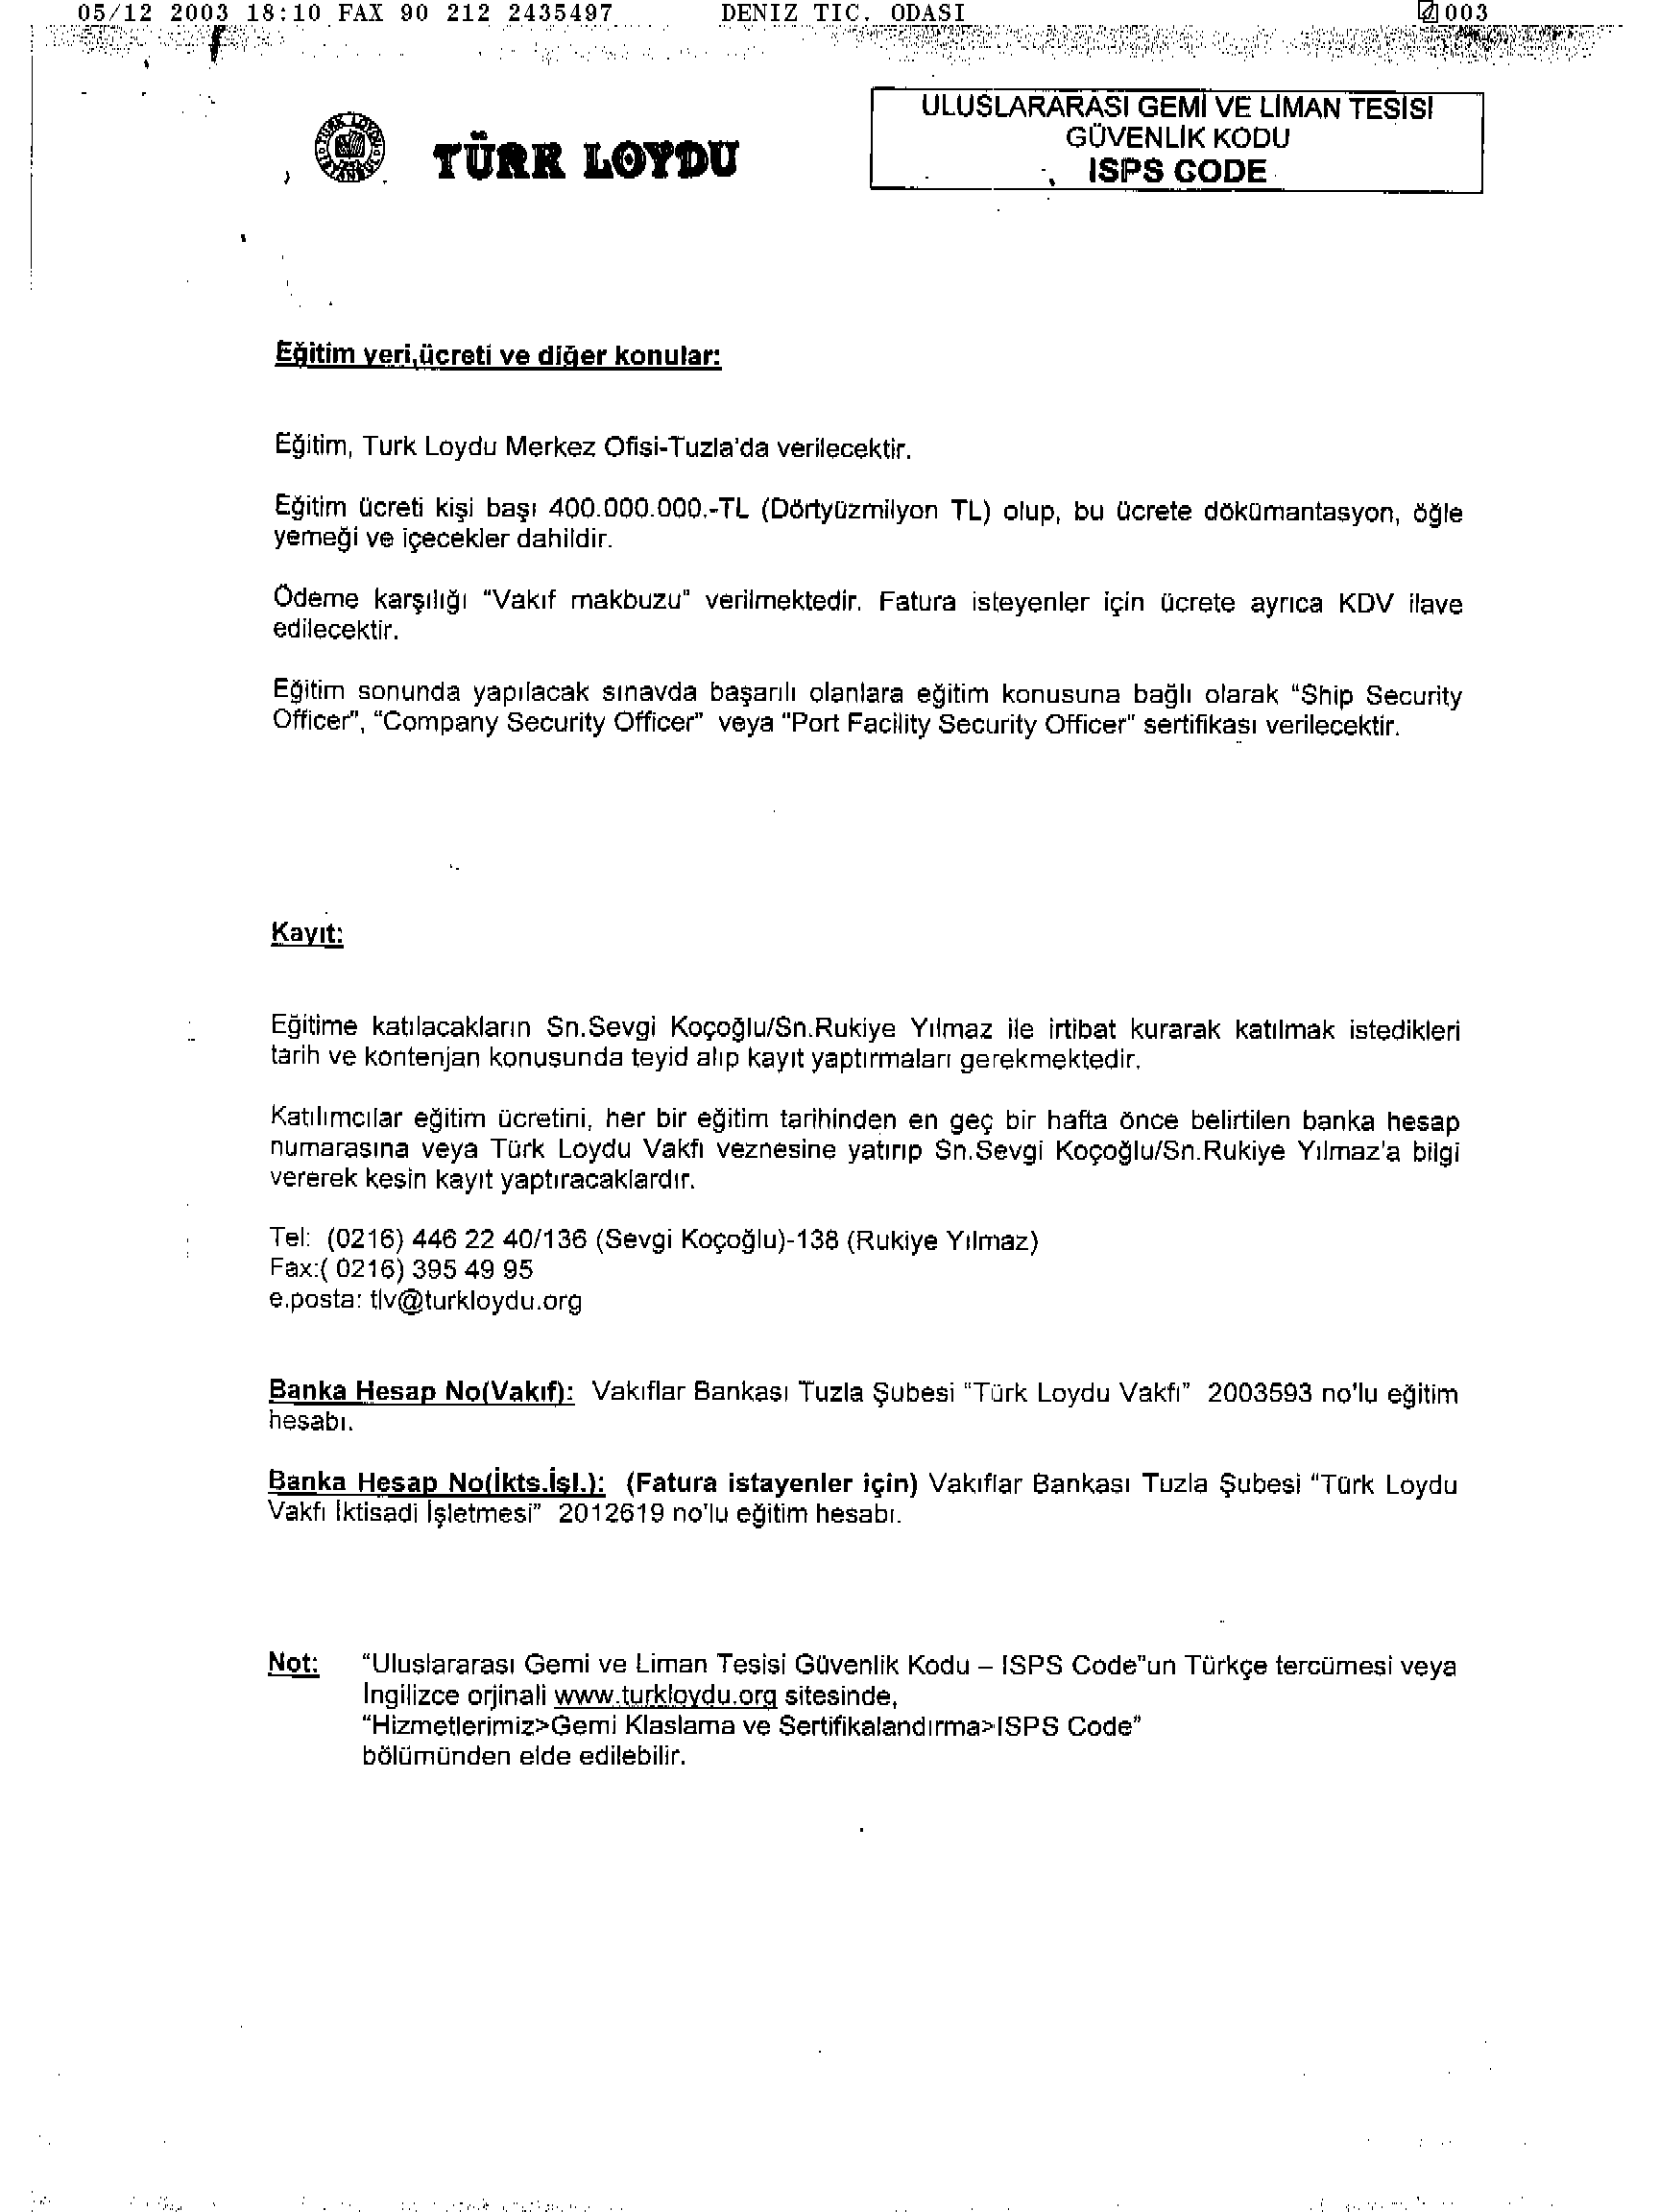 05/12 2003 18:10 FAX 90 212 2435497 DENIZ TIC. ODASI 003
TÜRK LOYDU
ULUSLARARASI GEMİ VE LİMAN TESİSİ
GÜVENLİK KODU
ISPS CODE
Eğitim yeri,ücreti ve diğer konular:
Eğitim, Turk Loydu Merkez Ofisi-Tuzla'da verilecektir.
Eğitim ücreti kişi başı 400.000.000.-TL (Dörtyüzmilyon TL) olup, bu ücrete dökümantasyon, öğle
yemeği ve içecekler dahildir.
Ödeme karşılığı "Vakıf makbuzu" verilmektedir. Fatura isteyenler için ücrete ayrıca KDV ilave
edilecektir.
Eğitim sonunda yapılacak sınavda başarılı olanlara eğitim konusuna bağlı olarak "Ship Security
Officer", "Company Security Officer" veya "Port Facility Security Officer" sertifikası verilecektir.
Kayıt:
Eğitime katılacakların Sn.Sevgi Koçoğlu/Sn.Rukiye Yılmaz ile irtibat kurarak katılmak istedikleri
tarih ve kontenjan konusunda teyid alıp kayıt yaptırmaları gerekmektedir.
Katılımcılar eğitim ücretini, her bir eğitim tarihinden en geç bir hafta önce belirtilen banka hesap
numarasına veya Türk Loydu Vakfı veznesine yatırıp Sn.Sevgi Koçoğlu/Sn.Rukiye Yılmaz'a bilgi
vererek kesin kayıt yaptıracaklardır.
Tel: (0216) 446 22 40/136 (Sevgi Koçoğlu)-138 (Rukiye Yılmaz)
Fax:( 0216) 395 49 95
e.posta: tlv@turkloydu.org
Banka Hesap No(Vakıf): Vakıflar Bankası Tuzla Şubesi "Türk Loydu Vakfı" 2003593 no'lu eğitim
hesabı.
Banka Hesap No(İkts.İşl.): (Fatura istayenler için) Vakıflar Bankası Tuzla Şubesi "Türk Loydu
Vakfı İktisadi İşletmesi" 2012619 no'lu eğitim hesabı.
Not: "Uluslararası Gemi ve Liman Tesisi Güvenlik Kodu – ISPS Code"un Türkçe tercümesi veya
İngilizce orjinali www.turkloydu.org sitesinde,
"Hizmetlerimiz>Gemi Klaslama ve Sertifikalandırma>ISPS Code"
bölümünden elde edilebilir.